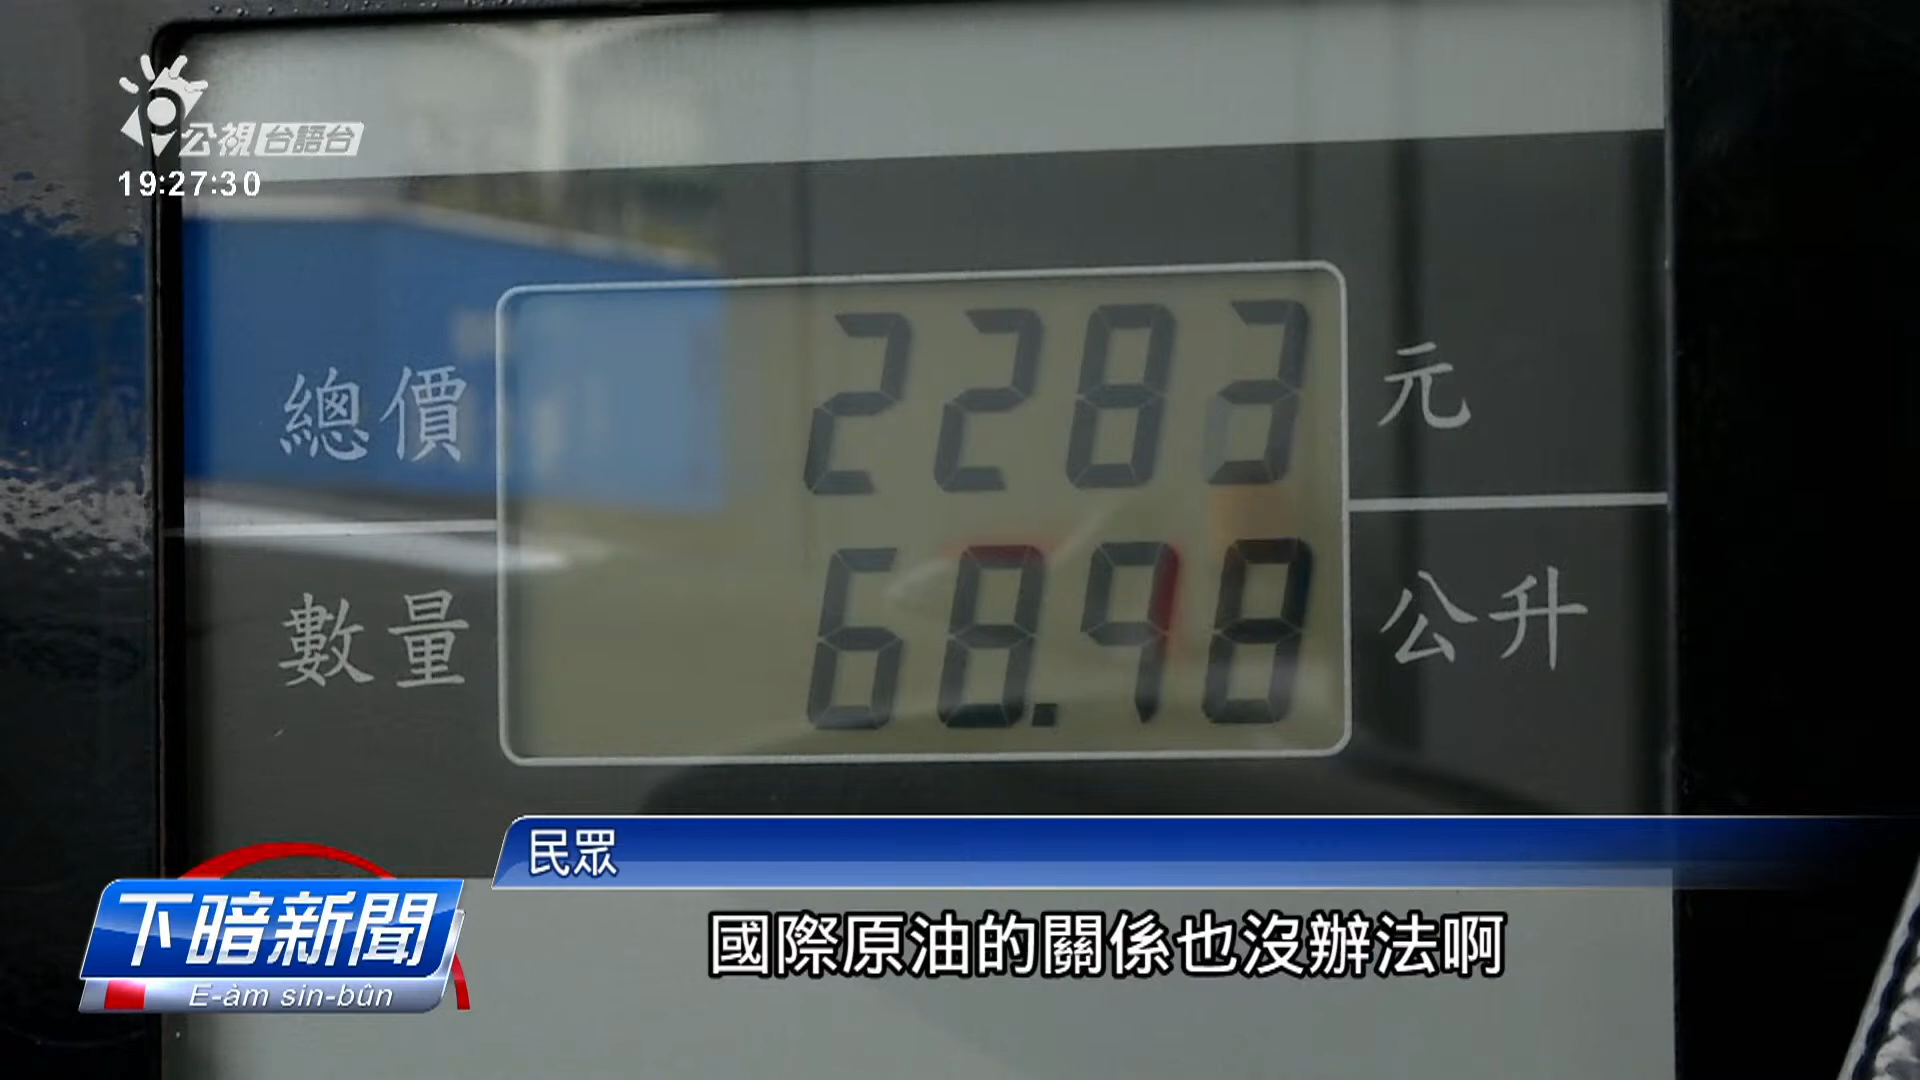 公視台語台
19:27:30
總價 2283 元
數量 68.98 公升
民眾
國際原油的關係也沒辦法啊
下暗新聞
E-àm sin-bûn